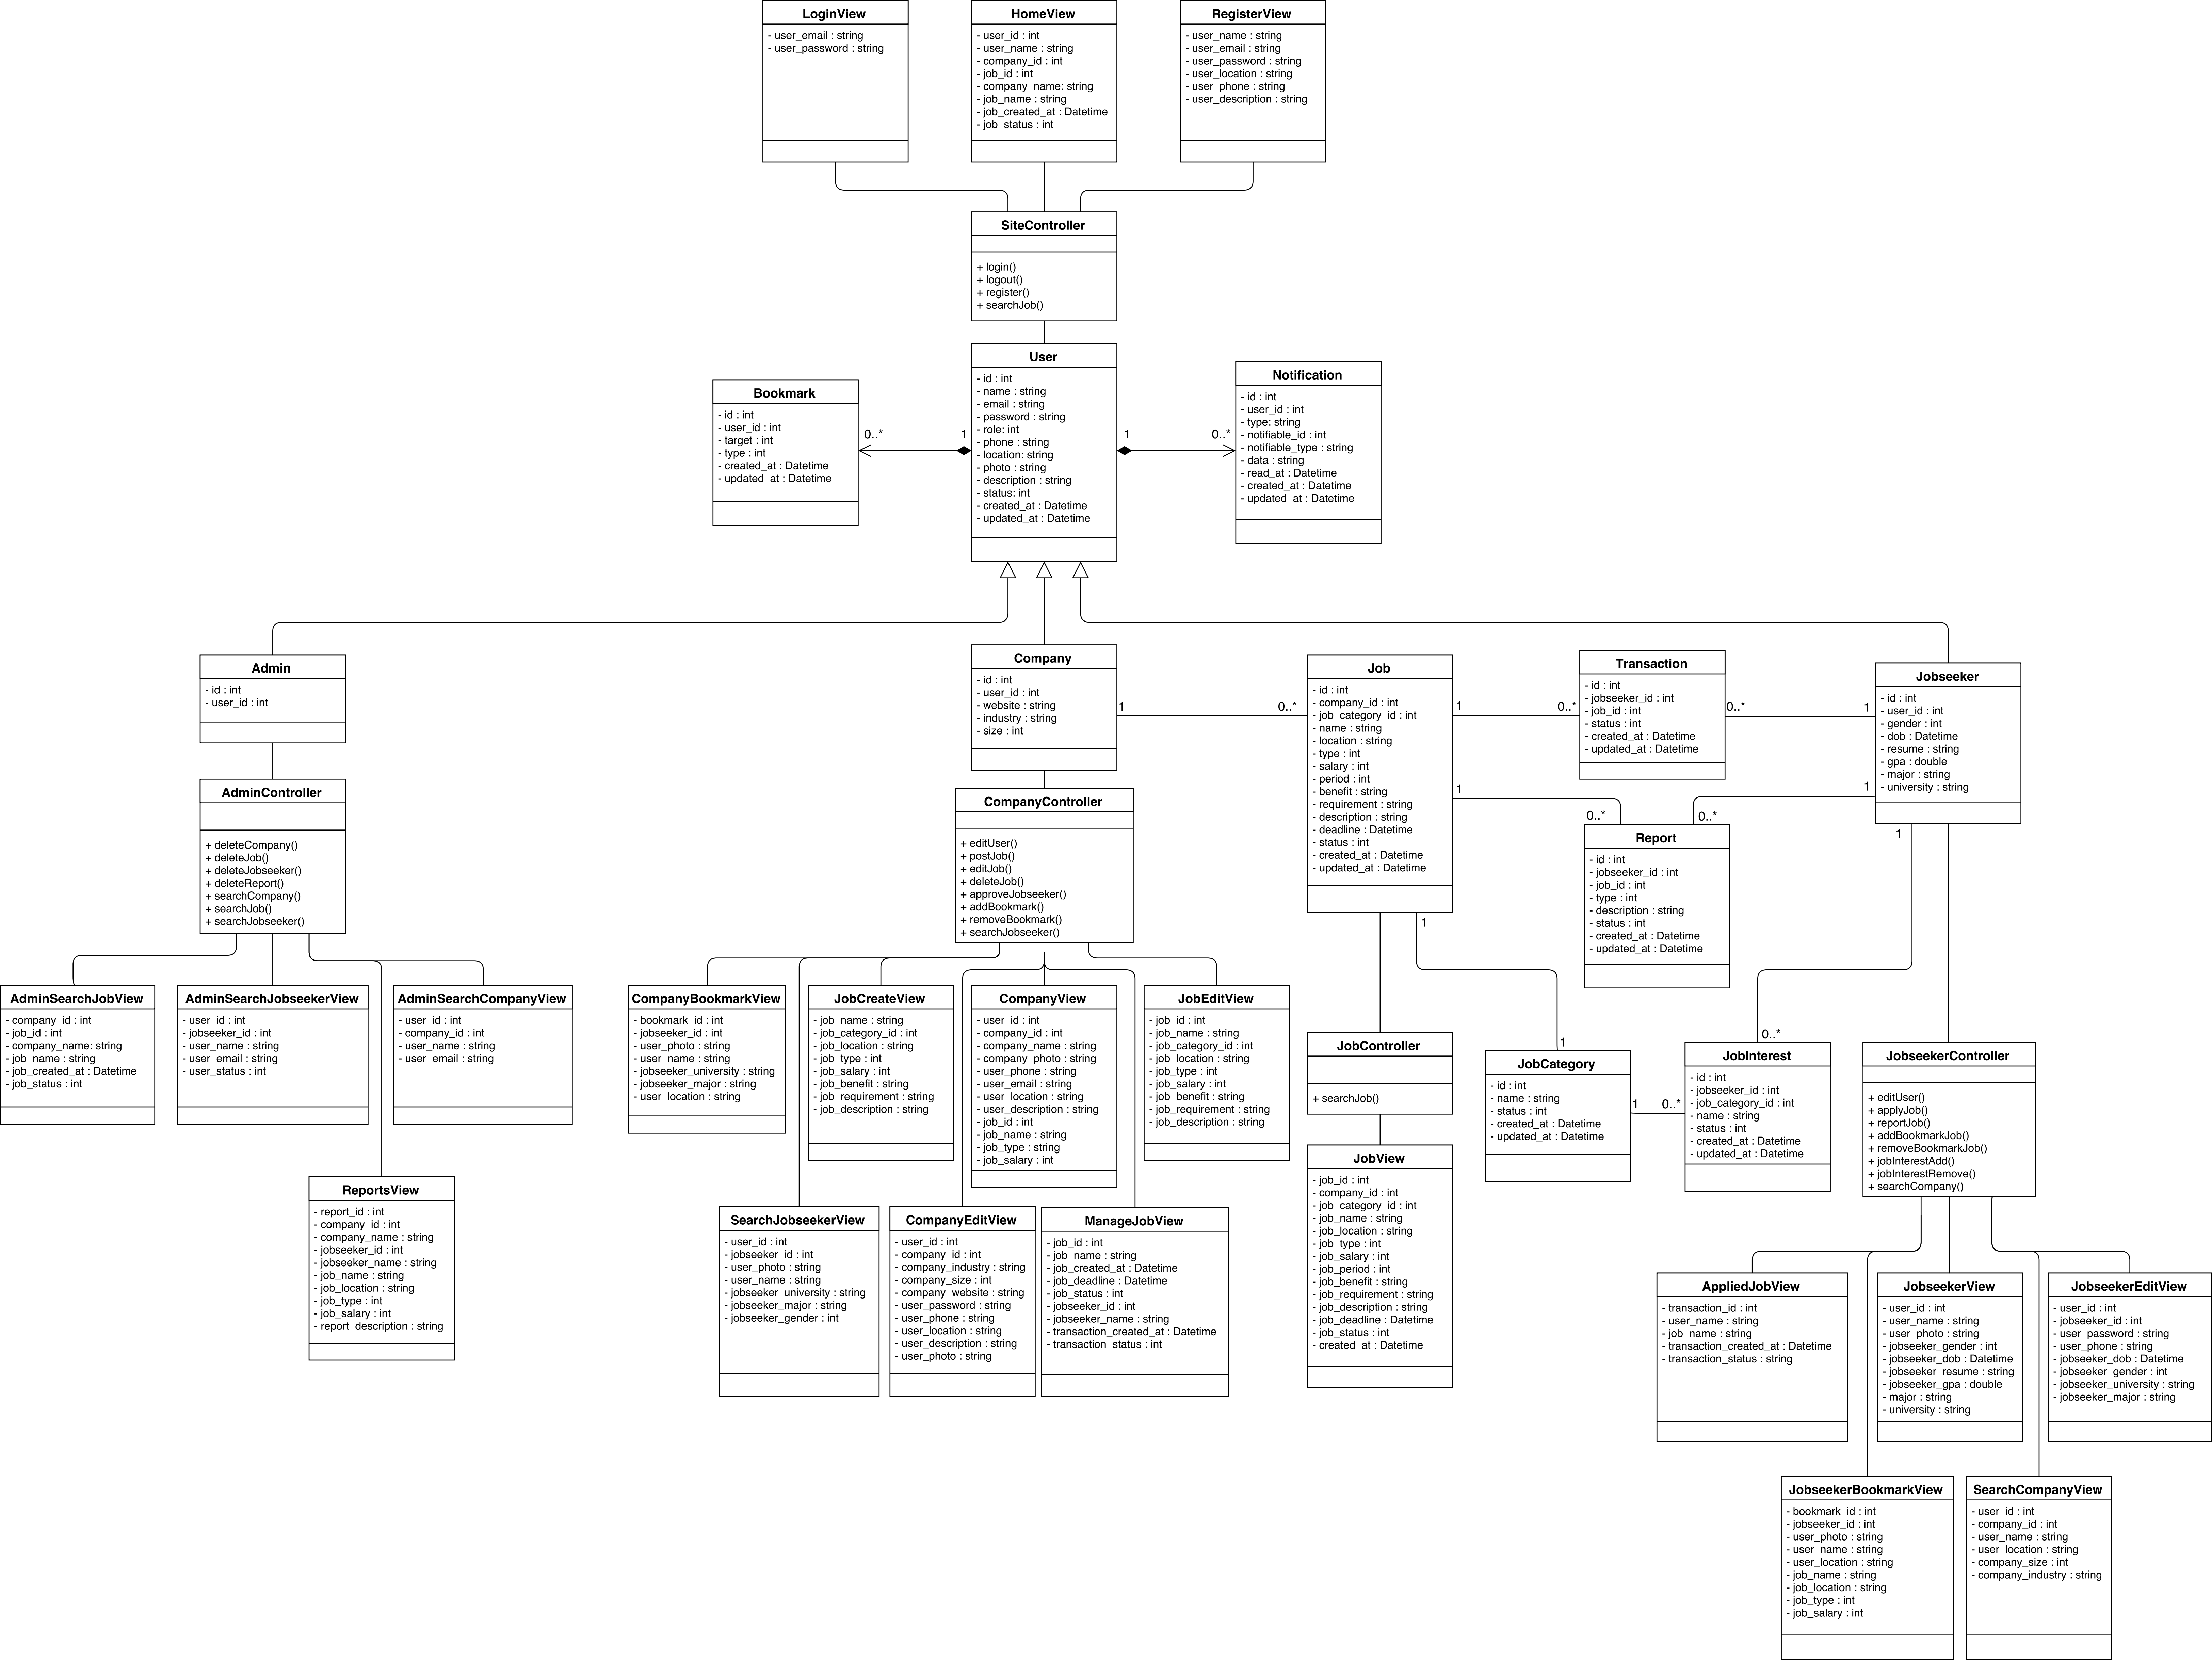 LoginView
- user_email : string
- user_password : string
HomeView
- user_id : int
- user_name : string
- company_id : int
- job_id : int
- company_name: string
- job_name : string
- job_created_at : Datetime
- job_status : int
RegisterView
- user_name : string
- user_email : string
- user_password : string
- user_location : string
- user_phone : string
- user_description : string
SiteController
+ login()
+ logout()
+ register()
+ searchJob()
Bookmark
- id : int
- user_id : int
- target : int
- type : int
- created_at : Datetime
- updated_at : Datetime
0..*
1
User
- id : int
- name : string
- email : string
- password : string
- role: int
- phone : string
- location: string
- photo : string
- description : string
- status: int
- created_at : Datetime
- updated_at : Datetime
1
0..*
Notification
- id : int
- user_id : int
- type: string
- notifiable_id : int
- notifiable_type : string
- data : string
- read_at : Datetime
- created_at : Datetime
- updated_at : Datetime
Admin
- id : int
- user_id : int
Company
- id : int
- user_id : int
- website : string
- industry : string
- size : int
1
0..*
Job
- id : int
- company_id : int
- job_category_id : int
- name : string
- location : string
- type : int
- salary : int
- period : int
- benefit : string
- requirement : string
- description : string
- deadline : Datetime
- status : int
- created_at : Datetime
- updated_at : Datetime
1
0..*
Transaction
- id : int
- jobseeker_id : int
- job_id : int
- status : int
- created_at : Datetime
- updated_at : Datetime
0..*
1
Jobseeker
- id : int
- user_id : int
- gender : int
- dob : Datetime
- resume : string
- gpa : double
- major : string
- university : string
1
1
0..*
0..*
Report
- id : int
- jobseeker_id : int
- job_id : int
- type : int
- description : string
- status : int
- created_at : Datetime
- updated_at : Datetime
1
AdminController
+ deleteCompany()
+ deleteJob()
+ deleteJobseeker()
+ deleteReport()
+ searchCompany()
+ searchJob()
+ searchJobseeker()
CompanyController
+ editUser()
+ postJob()
+ editJob()
+ deleteJob()
+ approveJobseeker()
+ addBookmark()
+ removeBookmark()
+ searchJobseeker()
1
AdminSearchJobView
- company_id : int
- job_id : int
- company_name: string
- job_name : string
- job_created_at : Datetime
- job_status : int
AdminSearchJobseekerView
- user_id : int
- jobseeker_id : int
- user_name : string
- user_email : string
- user_status : int
AdminSearchCompanyView
- user_id : int
- company_id : int
- user_name : string
- user_email : string
CompanyBookmarkView
- bookmark_id : int
- jobseeker_id : int
- user_photo : string
- user_name : string
- jobseeker_university : string
- jobseeker_major : string
- user_location : string
JobCreateView
- job_name : string
- job_category_id : int
- job_location : string
- job_type : int
- job_salary : int
- job_benefit : string
- job_requirement : string
- job_description : string
CompanyView
- user_id : int
- company_id : int
- company_name : string
- company_photo : string
- user_phone : string
- user_email : string
- user_location : string
- user_description : string
- job_id : int
- job_name : string
- job_type : string
- job_salary : int
JobEditView
- job_id : int
- job_name : string
- job_category_id : int
- job_location : string
- job_type : int
- job_salary : int
- job_benefit : string
- job_requirement : string
- job_description : string
JobController
+ searchJob()
1
JobCategory
- id : int
- name : string
- status : int
- created_at : Datetime
- updated_at : Datetime
1
0..*
0..*
JobInterest
- id : int
- jobseeker_id : int
- job_category_id : int
- name : string
- status : int
- created_at : Datetime
- updated_at : Datetime
JobseekerController
+ editUser()
+ applyJob()
+ reportJob()
+ addBookmarkJob()
+ removeBookmarkJob()
+ jobInterestAdd()
+ jobInterestRemove()
+ searchCompany()
ReportsView
- report_id : int
- company_id : int
- company_name : string
- jobseeker_id : int
- jobseeker_name : string
- job_name : string
- job_location : string
- job_type : int
- job_salary : int
- report_description : string
SearchJobseekerView
- user_id : int
- jobseeker_id : int
- user_photo : string
- user_name : string
- jobseeker_university : string
- jobseeker_major : string
- jobseeker_gender : int
CompanyEditView
- user_id : int
- company_id : int
- company_industry : string
- company_size : int
- company_website : string
- user_password : string
- user_phone : string
- user_location : string
- user_description : string
- user_photo : string
ManageJobView
- job_id : int
- job_name : string
- job_created_at : Datetime
- job_deadline : Datetime
- job_status : int
- jobseeker_id : int
- jobseeker_name : string
- transaction_created_at : Datetime
- transaction_status : int
JobView
- job_id : int
- company_id : int
- job_category_id : int
- job_name : string
- job_location : string
- job_type : int
- job_salary : int
- job_period : int
- job_benefit : string
- job_requirement : string
- job_description : string
- job_deadline : Datetime
- job_status : int
- created_at : Datetime
AppliedJobView
- transaction_id : int
- user_name : string
- job_name : string
- transaction_created_at : Datetime
- transaction_status : string
JobseekerView
- user_id : int
- user_name : string
- user_photo : string
- jobseeker_gender : int
- jobseeker_dob : Datetime
- jobseeker_resume : string
- jobseeker_gpa : double
- major : string
- university : string
JobseekerEditView
- user_id : int
- jobseeker_id : int
- user_password : string
- user_phone : string
- jobseeker_dob : Datetime
- jobseeker_gender : int
- jobseeker_university : string
- jobseeker_major : string
JobseekerBookmarkView
- bookmark_id : int
- jobseeker_id : int
- user_photo : string
- user_name : string
- user_location : string
- job_name : string
- job_location : string
- job_type : int
- job_salary : int
SearchCompanyView
- user_id : int
- company_id : int
- user_name : string
- user_location : string
- company_size : int
- company_industry : string